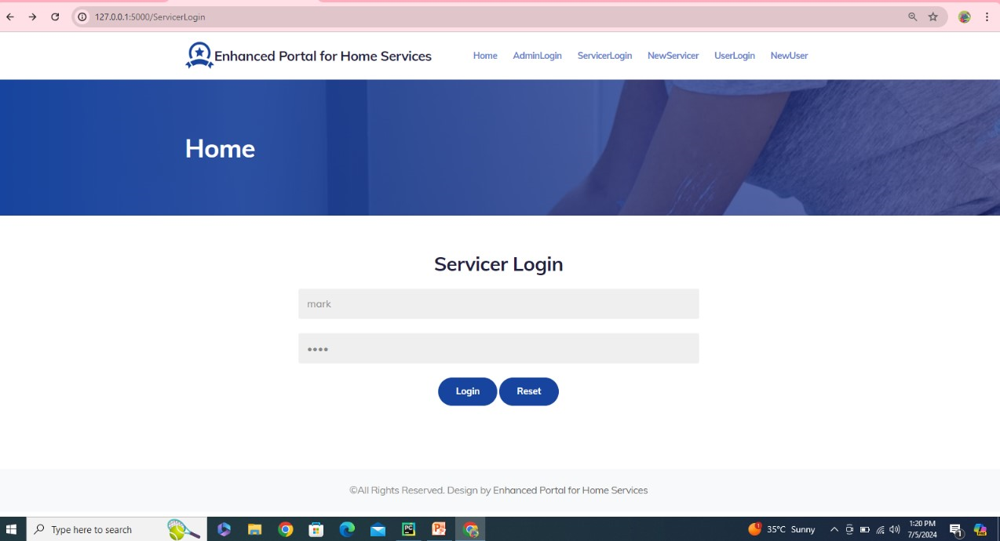 127.0.0.1:5000/ServicerLogin
Enhanced Portal for Home Services
Home AdminLogin ServicerLogin NewServicer UserLogin NewUser
Home
Servicer Login
mark
••••
Login Reset
©All Rights Reserved. Design by Enhanced Portal for Home Services
Type here to search
35°C Sunny
1:20 PM
7/5/2024